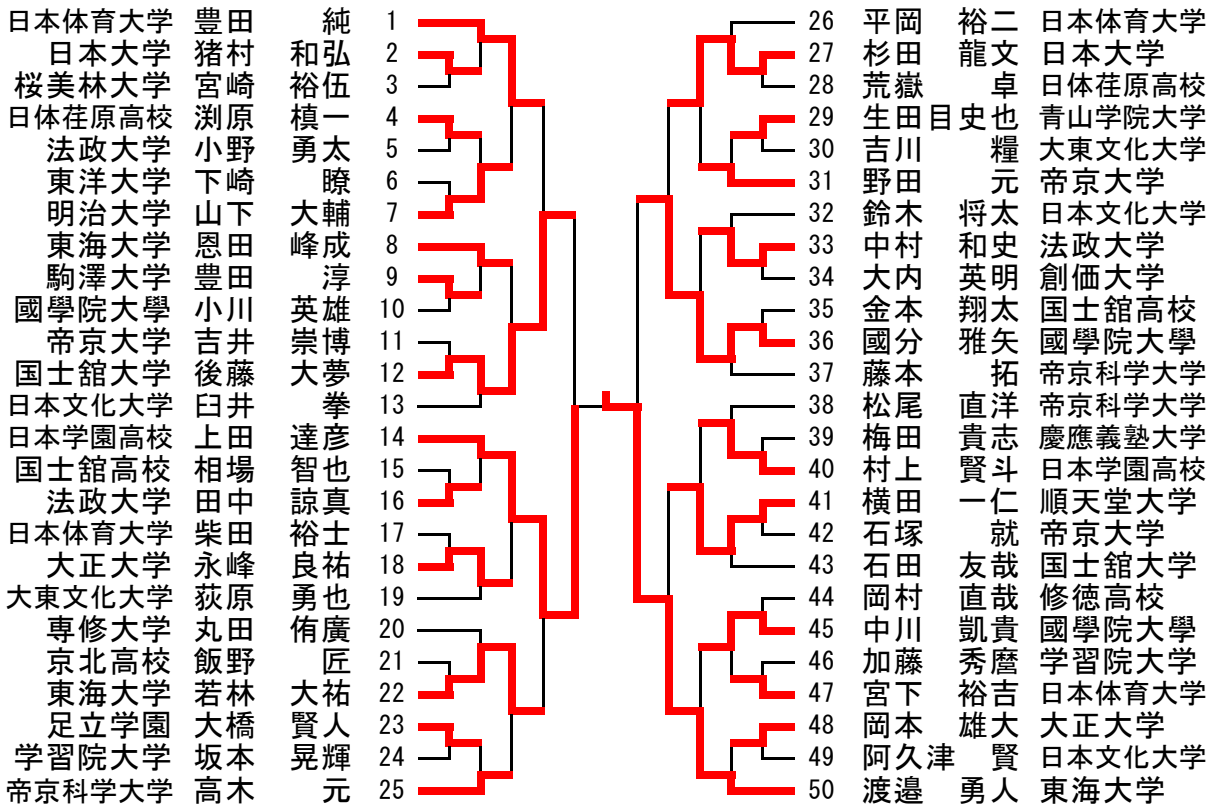 日本体育大学 豊田 純 1 26 平岡 裕二 日本体育大学
日本大学 猪村 和弘 2 27 杉田 龍文 日本大学
桜美林大学 宮崎 裕伍 3 28 荒嶽 卓 日体荏原高校
日体荏原高校 渕原 槙一 4 29 生田目史也 青山学院大学
法政大学 小野 勇太 5 30 吉川 糧 大東文化大学
東洋大学 下崎 瞭 6 31 野田 元 帝京大学
明治大学 山下 大輔 7 32 鈴木 将太 日本文化大学
東海大学 恩田 峰成 8 33 中村 和史 法政大学
駒澤大学 豊田 淳 9 34 大内 英明 創価大学
國學院大學 小川 英雄 10 35 金本 翔太 国士舘高校
帝京大学 吉井 崇博 11 36 國分 雅矢 國學院大學
国士舘大学 後藤 大夢 12 37 藤本 拓 帝京科学大学
日本文化大学 臼井 拳 13 38 松尾 直洋 帝京科学大学
日本学園高校 上田 達彦 14 39 梅田 貴志 慶應義塾大学
国士舘高校 相場 智也 15 40 村上 賢斗 日本学園高校
法政大学 田中 諒真 16 41 横田 一仁 順天堂大学
日本体育大学 柴田 裕士 17 42 石塚 就 帝京大学
大正大学 永峰 良祐 18 43 石田 友哉 国士舘大学
大東文化大学 荻原 勇也 19 44 岡村 直哉 修徳高校
専修大学 丸田 侑廣 20 45 中川 凱貴 國學院大學
京北高校 飯野 匠 21 46 加藤 秀麿 学習院大学
東海大学 若林 大祐 22 47 宮下 裕吉 日本体育大学
足立学園 大橋 賢人 23 48 岡本 雄大 大正大学
学習院大学 坂本 晃輝 24 49 阿久津 賢 日本文化大学
帝京科学大学 高木 元 25 50 渡邉 勇人 東海大学